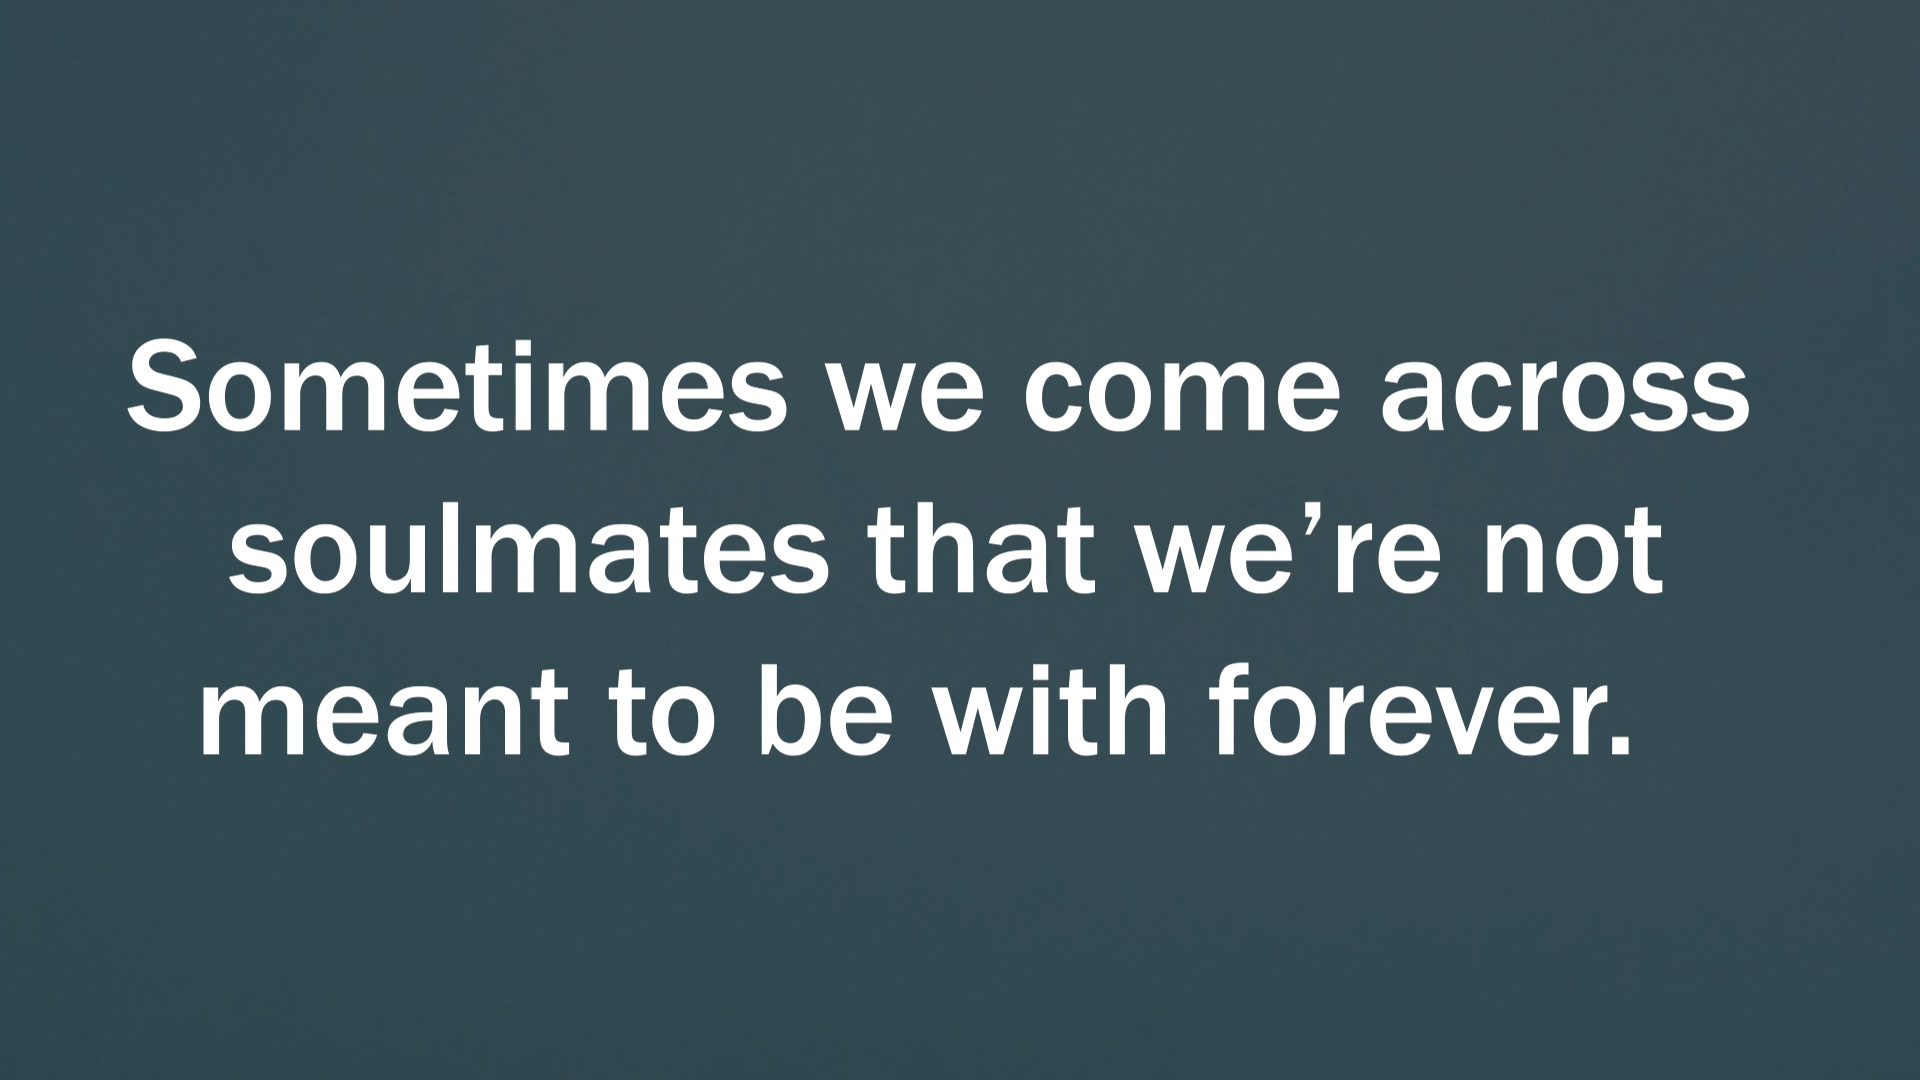 Sometimes we come across
soulmates that we’re not
meant to be with forever.